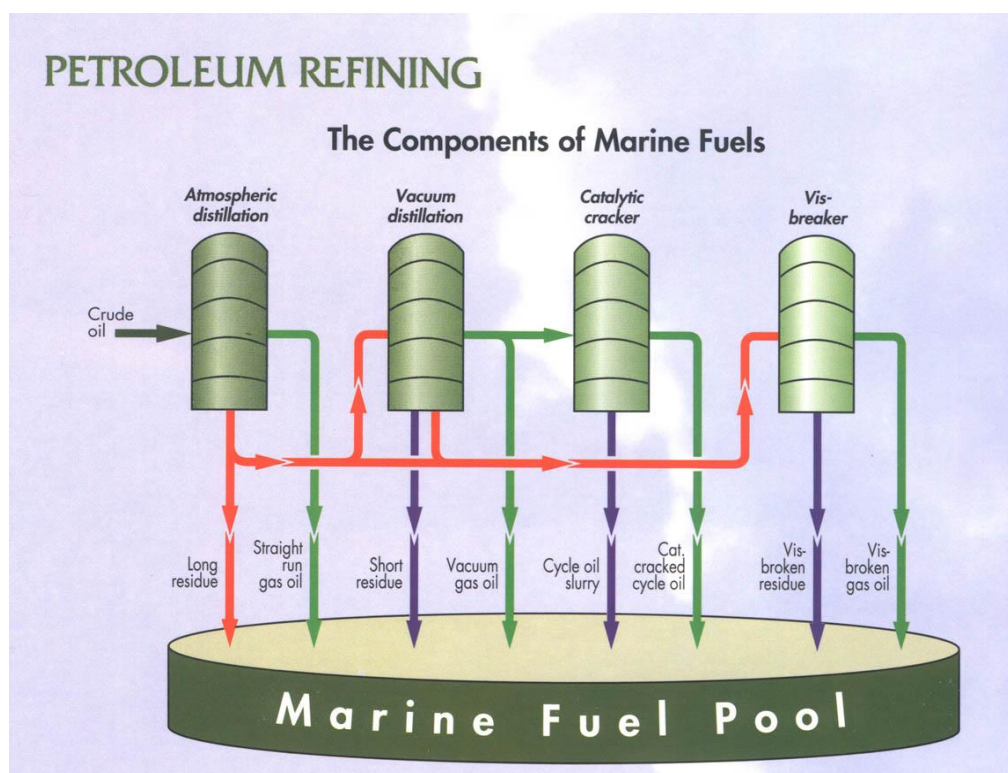 PETROLEUM REFINING
The Components of Marine Fuels
Atmospheric
distillation
Vacuum
distillation
Catalytic
cracker
Vis-
breaker
Crude
oil
Long
residue
Straight
run
gas oil
Short
residue
Vacuum
gas oil
Cycle oil
slurry
Cat.
cracked
cycle oil
Vis-
broken
residue
Vis-
broken
gas oil
Marine Fuel Pool